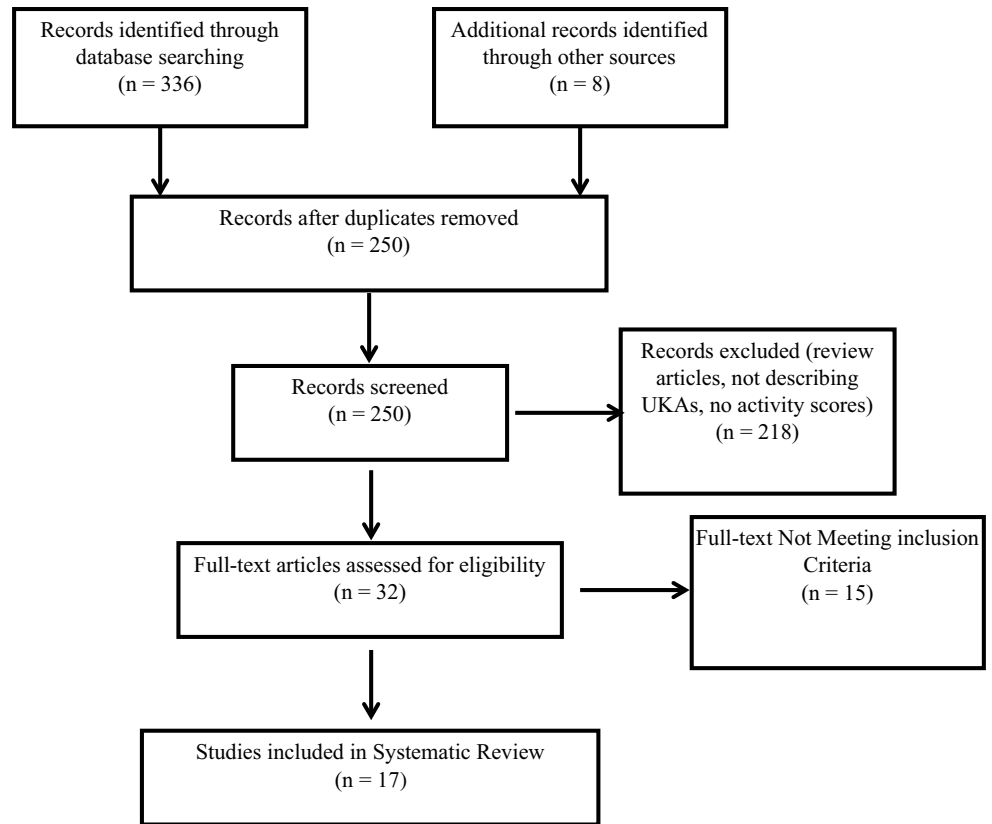 Records identified through
database searching
(n = 336)
Additional records identified
through other sources
(n = 8)
Records after duplicates removed
(n = 250)
Records screened
(n = 250)
Records excluded (review
articles, not describing
UKAs, no activity scores)
(n = 218)
Full-text articles assessed for eligibility
(n = 32)
Full-text Not Meeting inclusion
Criteria
(n = 15)
Studies included in Systematic Review
(n = 17)